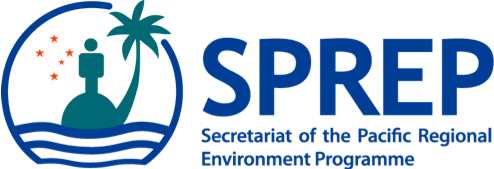 SPREP
Secretariat of the Pacific Regional
Environment Programme